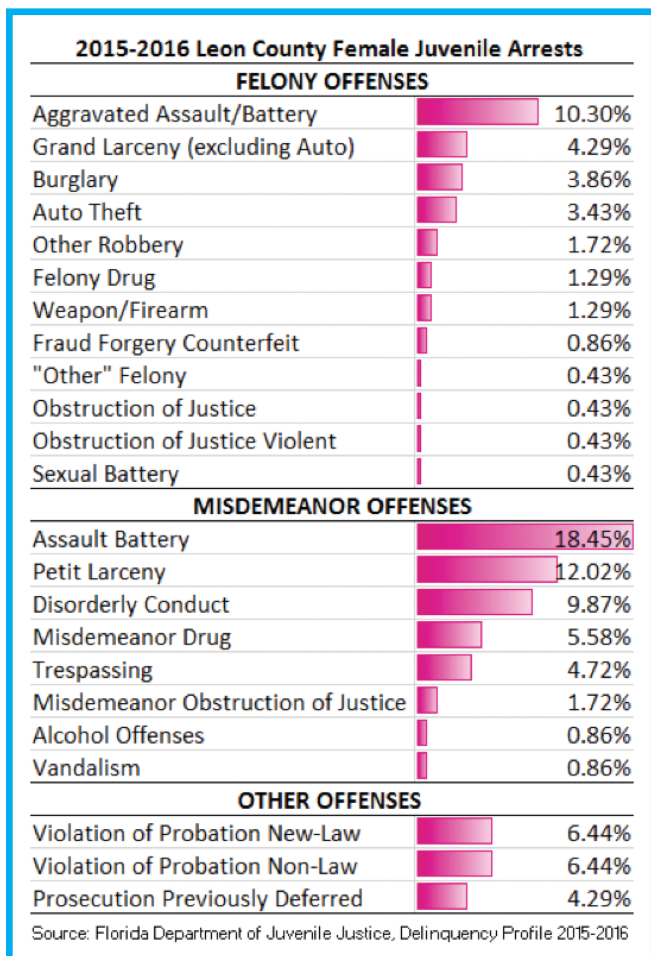 2015-2016 Leon County Female Juvenile Arrests
FELONY OFFENSES
Aggravated Assault/Battery 10.30%
Grand Larceny (excluding Auto) 4.29%
Burglary 3.86%
Auto Theft 3.43%
Other Robbery 1.72%
Felony Drug 1.29%
Weapon/Firearm 1.29%
Fraud Forgery Counterfeit 0.86%
"Other" Felony 0.43%
Obstruction of Justice 0.43%
Obstruction of Justice Violent 0.43%
Sexual Battery 0.43%
MISDEMEANOR OFFENSES
Assault Battery 18.45%
Petit Larceny 12.02%
Disorderly Conduct 9.87%
Misdemeanor Drug 5.58%
Trespassing 4.72%
Misdemeanor Obstruction of Justice 1.72%
Alcohol Offenses 0.86%
Vandalism 0.86%
OTHER OFFENSES
Violation of Probation New-Law 6.44%
Violation of Probation Non-Law 6.44%
Prosecution Previously Deferred 4.29%
Source: Florida Department of Juvenile Justice, Delinquency Profile 2015-2016